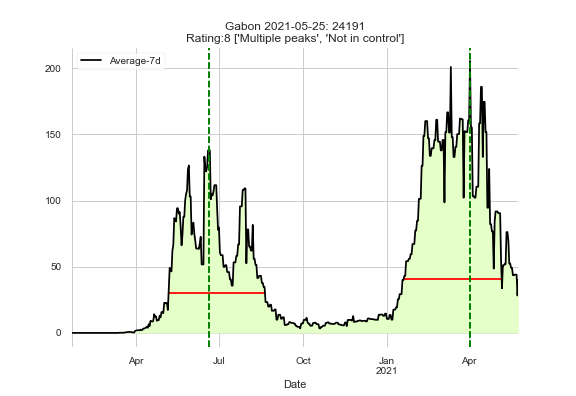 Gabon 2021-05-25: 24191
Rating:8 ['Multiple peaks', 'Not in control']
Average-7d
200
150
100
50
0
Apr
Jul
Oct
Jan
2021
Apr
Date